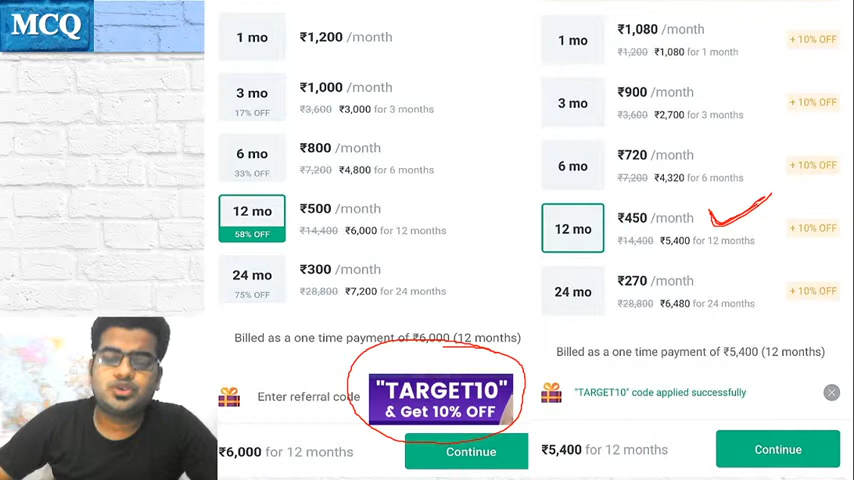 MCQ
1 mo
₹1,200 /month
3 mo
17% OFF
₹1,000 /month
₹3,600 ₹3,000 for 3 months
6 mo
33% OFF
₹800 /month
₹7,200 ₹4,800 for 6 months
12 mo
58% OFF
₹500 /month
₹14,400 ₹6,000 for 12 months
24 mo
75% OFF
₹300 /month
₹28,800 ₹7,200 for 24 months
Billed as a one time payment of ₹6,000 (12 months)
Enter referral code
"TARGET10"
& Get 10% OFF
₹6,000 for 12 months
Continue
1 mo
₹1,080 /month
₹1,200 ₹1,080 for 1 month
+ 10% OFF
3 mo
₹900 /month
₹3,600 ₹2,700 for 3 months
+ 10% OFF
6 mo
₹720 /month
₹7,200 ₹4,320 for 6 months
+ 10% OFF
12 mo
₹450 /month
₹14,400 ₹5,400 for 12 months
+ 10% OFF
24 mo
₹270 /month
₹28,800 ₹6,480 for 24 months
+ 10% OFF
Billed as a one time payment of ₹5,400 (12 months)
"TARGET10" code applied successfully
₹5,400 for 12 months
Continue